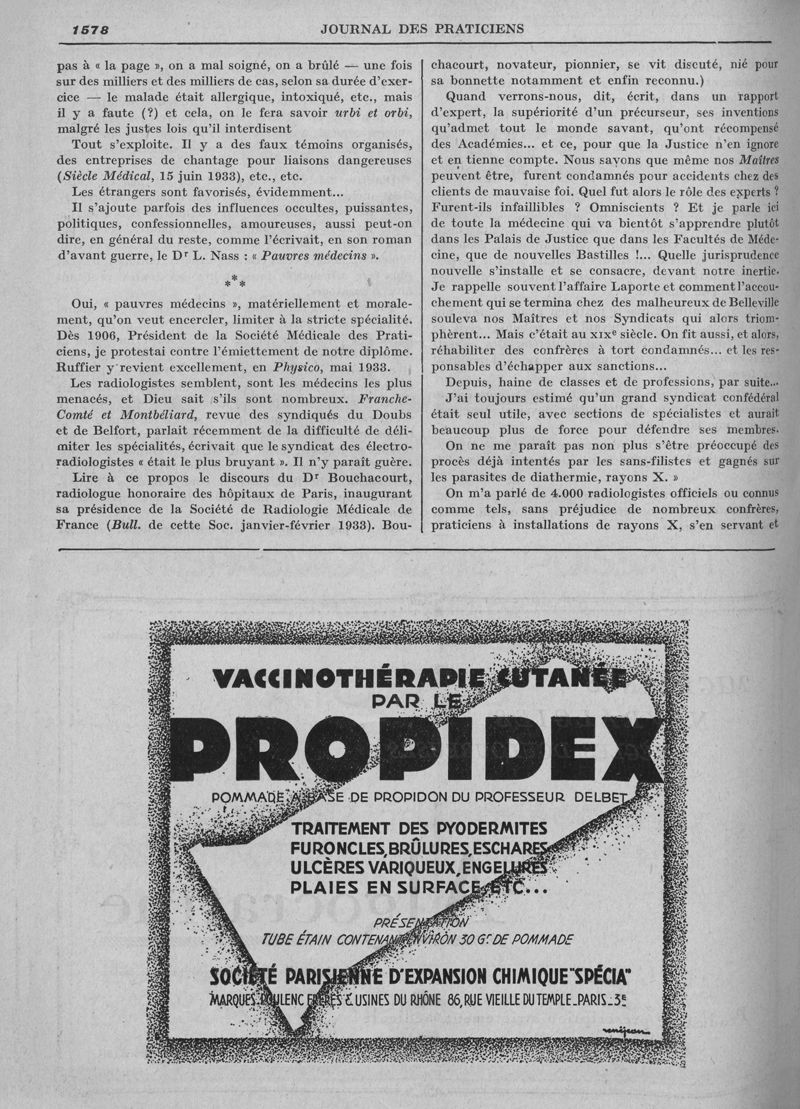 1578
JOURNAL DES PRATICIENS
pas à « la page », on a mal soigné, on a brûlé — une fois
sur des milliers et des milliers de cas, selon sa durée d'exer-
cice — le malade était allergique, intoxiqué, etc., mais
il y a faute (?) et cela, on le fera savoir urbi et orbi,
malgré les justes lois qu'il interdisent
Tout s'exploite. Il y a des faux témoins organisés,
des entreprises de chantage pour liaisons dangereuses
(Siècle Médical, 15 juin 1933), etc., etc.
Les étrangers sont favorisés, évidemment...
Il s'ajoute parfois des influences occultes, puissantes,
politiques, confessionnelles, amoureuses, aussi peut-on
dire, en général du reste, comme l'écrivait, en son roman
d'avant guerre, le Dr L. Nass : « Pauvres médecins ».
*
* *
Oui, « pauvres médecins », matériellement et morale-
ment, qu'on veut encercler, limiter à la stricte spécialité.
Dès 1906, Président de la Société Médicale des Prati-
ciens, je protestai contre l'émiettement de notre diplôme.
Ruffier y revient excellement, en Physico, mai 1933.
Les radiologistes semblent, sont les médecins les plus
menacés, et Dieu sait s'ils sont nombreux. Franche-
Comté et Montbéliard, revue des syndiqués du Doubs
et de Belfort, parlait récemment de la difficulté de déli-
miter les spécialités, écrivait que le syndicat des électro-
radiologistes « était le plus bruyant ». Il n'y paraît guère.
Lire à ce propos le discours du Dr Bouchacourt,
radiologue honoraire des hôpitaux de Paris, inaugurant
sa présidence de la Société de Radiologie Médicale de
France (Bull. de cette Soc. janvier-février 1933). Bou-
chacourt, novateur, pionnier, se vit discuté, nié pour
sa bonnette notamment et enfin reconnu.)
Quand verrons-nous, dit, écrit, dans un rapport
d'expert, la supériorité d'un précurseur, ses inventions
qu'admet tout le monde savant, qu'ont récompensé
des Académies... et ce, pour que la Justice n'en ignore
et en tienne compte. Nous savons que même nos Maîtres
peuvent être, furent condamnés pour accidents chez des
clients de mauvaise foi. Quel fut alors le rôle des experts ?
Furent-ils infaillibles ? Omniscients ? Et je parle ici
de toute la médecine qui va bientôt s'apprendre plutôt
dans les Palais de Justice que dans les Facultés de Méde-
cine, que de nouvelles Bastilles !... Quelle jurisprudence
nouvelle s'installe et se consacre, devant notre inertie.
Je rappelle souvent l'affaire Laporte et comment l'accou-
chement qui se termina chez des malheureux de Belleville
souleva nos Maîtres et nos Syndicats qui alors triom-
phèrent... Mais c'était au XIXe siècle. On fit aussi, et alors,
réhabiliter des confrères à tort condamnés... et les res-
ponsables d'échapper aux sanctions...
Depuis, haine de classes et de professions, par suite...
J'ai toujours estimé qu'un grand syndicat confédéral
était seul utile, avec sections de spécialistes et aurait
beaucoup plus de force pour défendre ses membres.
On ne me paraît pas non plus s'être préoccupé des
procès déjà intentés par les sans-filistes et gagnés sur
les parasites de diathermie, rayons X. »
On m'a parlé de 4.000 radiologistes officiels ou connus
comme tels, sans préjudice de nombreux confrères,
praticiens à installations de rayons X, s'en servant et
VACCINOTHÉRAPIE CUTANÉE
PAR LE
PROPIDEX
POMMADE A BASE DE PROPIDON DU PROFESSEUR DELBET
TRAITEMENT DES PYODERMITES
FURONCLES, BRÛLURES, ESCHARES
ULCÈRES VARIQUEUX, ENGELURES
PLAIES EN SURFACE, ETC...
PRÉSENTATION
TUBE ÉTAIN CONTENANT ENVIRON 30 Gr. DE POMMADE
SOCIÉTÉ PARISIENNE D'EXPANSION CHIMIQUE "SPÉCIA"
MARQUES POULENC FRÈRES & USINES DU RHÔNE 86, RUE VIEILLE DU TEMPLE_PARIS_3e